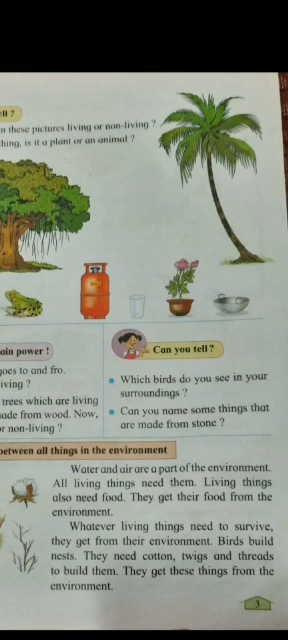 ell ?
n these pictures living or non-living ?
hing, is it a plant or an animal ?
ain power !
goes to and fro.
iving ?
trees which are living
ade from wood. Now,
r non-living ?
Can you tell ?
• Which birds do you see in your
surroundings ?
• Can you name some things that
are made from stone ?
between all things in the environment
Water and air are a part of the environment.
All living things need them. Living things
also need food. They get their food from the
environment.
Whatever living things need to survive,
they get from their environment. Birds build
nests. They need cotton, twigs and threads
to build them. They get these things from the
environment.
3